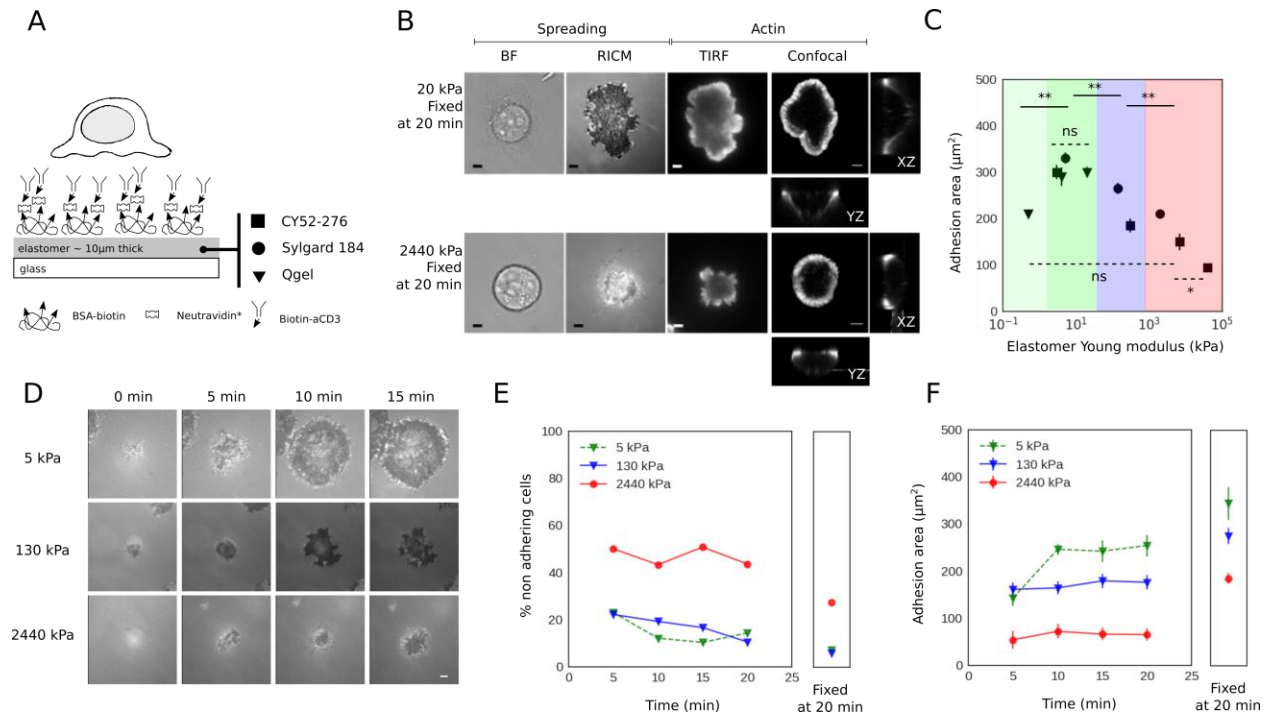 A
elastomer ~ 10µm thick
glass
CY52-276
Sylgard 184
Qgel
BSA-biotin
Neutravidin*
Biotin-aCD3
B
Spreading
Actin
BF
RICM
TIRF
Confocal
20 kPa
Fixed
at 20 min
XZ
YZ
2440 kPa
Fixed
at 20 min
XZ
YZ
C
Adhesion area (µm²)
500
400
300
200
100
0
**
**
**
ns
ns
*
10⁻¹
10¹
10³
10⁵
Elastomer Young modulus (kPa)
D
0 min
5 min
10 min
15 min
5 kPa
130 kPa
2440 kPa
E
% non adhering cells
100
80
60
40
20
0
5 kPa
130 kPa
2440 kPa
0
5
10
15
20
25
Time (min)
Fixed
at 20 min
F
Adhesion area (µm²)
500
400
300
200
100
0
5 kPa
130 kPa
2440 kPa
0
5
10
15
20
25
Time (min)
Fixed
at 20 min